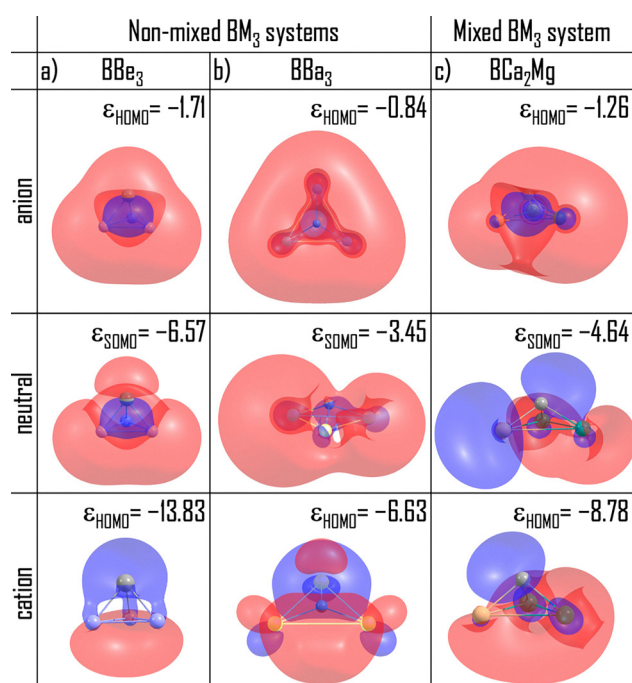 Non-mixed BM₃ systems Mixed BM₃ system
a) BBe₃ b) BBa₃ c) BCa₂Mg
anion
εHOMO= −1.71 εHOMO= −0.84 εHOMO= −1.26
neutral
εSOMO= −6.57 εSOMO= −3.45 εSOMO= −4.64
cation
εHOMO= −13.83 εHOMO= −6.63 εHOMO= −8.78